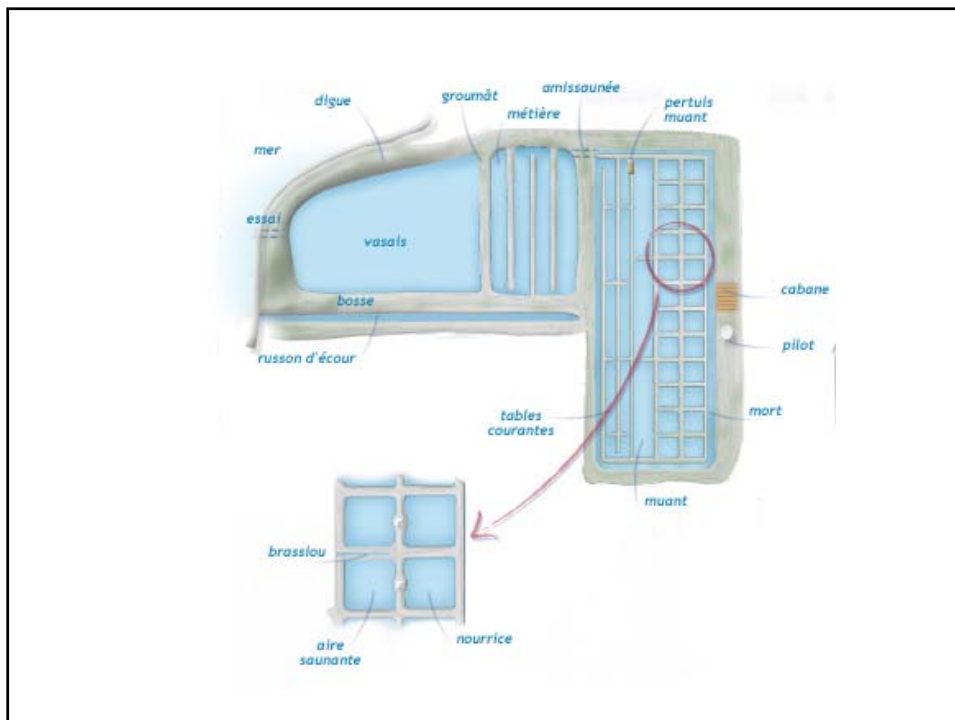 amissaunée
groumât
pertuis
muant
digue
métière
mer
essai
vasais
cabane
bosse
pilot
russon d'écour
mort
tables
courantes
muant
brassiou
nourrice
aire
saunante